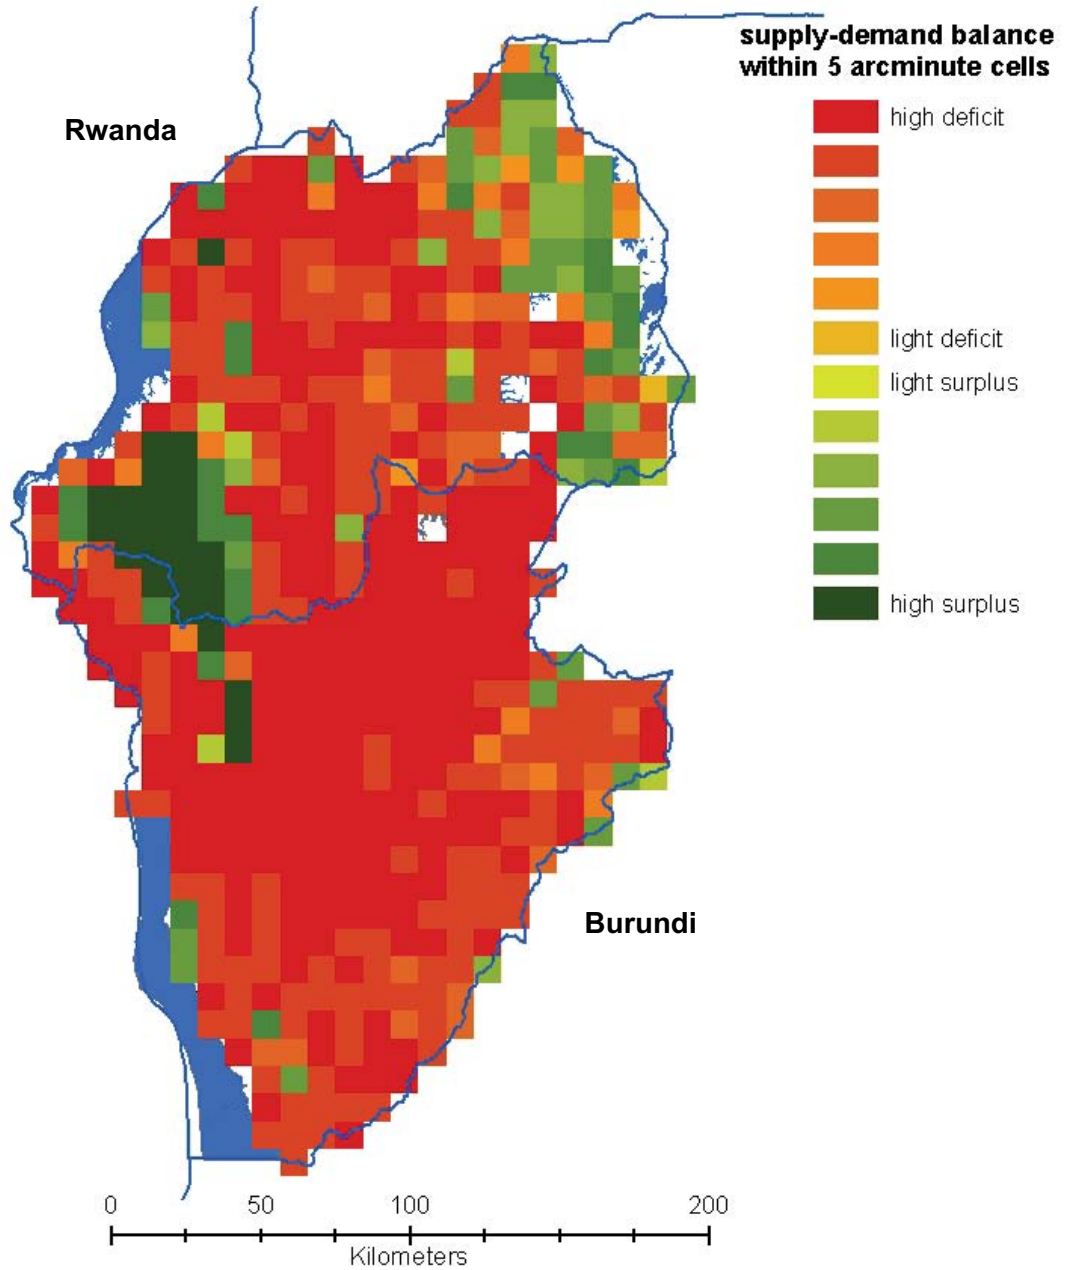 supply-demand balance
within 5 arcminute cells
high deficit
light deficit
light surplus
high surplus
Rwanda
Burundi
0 50 100 200
Kilometers